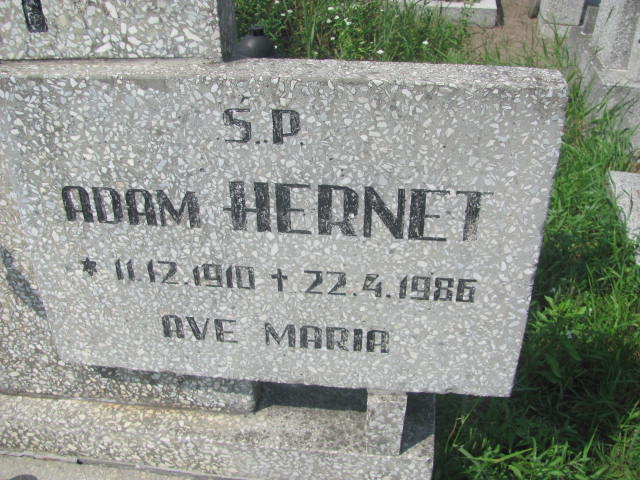 Ś.P.
ADAM HERNET
* 11.12.1910 + 22.4.1986
AVE MARIA